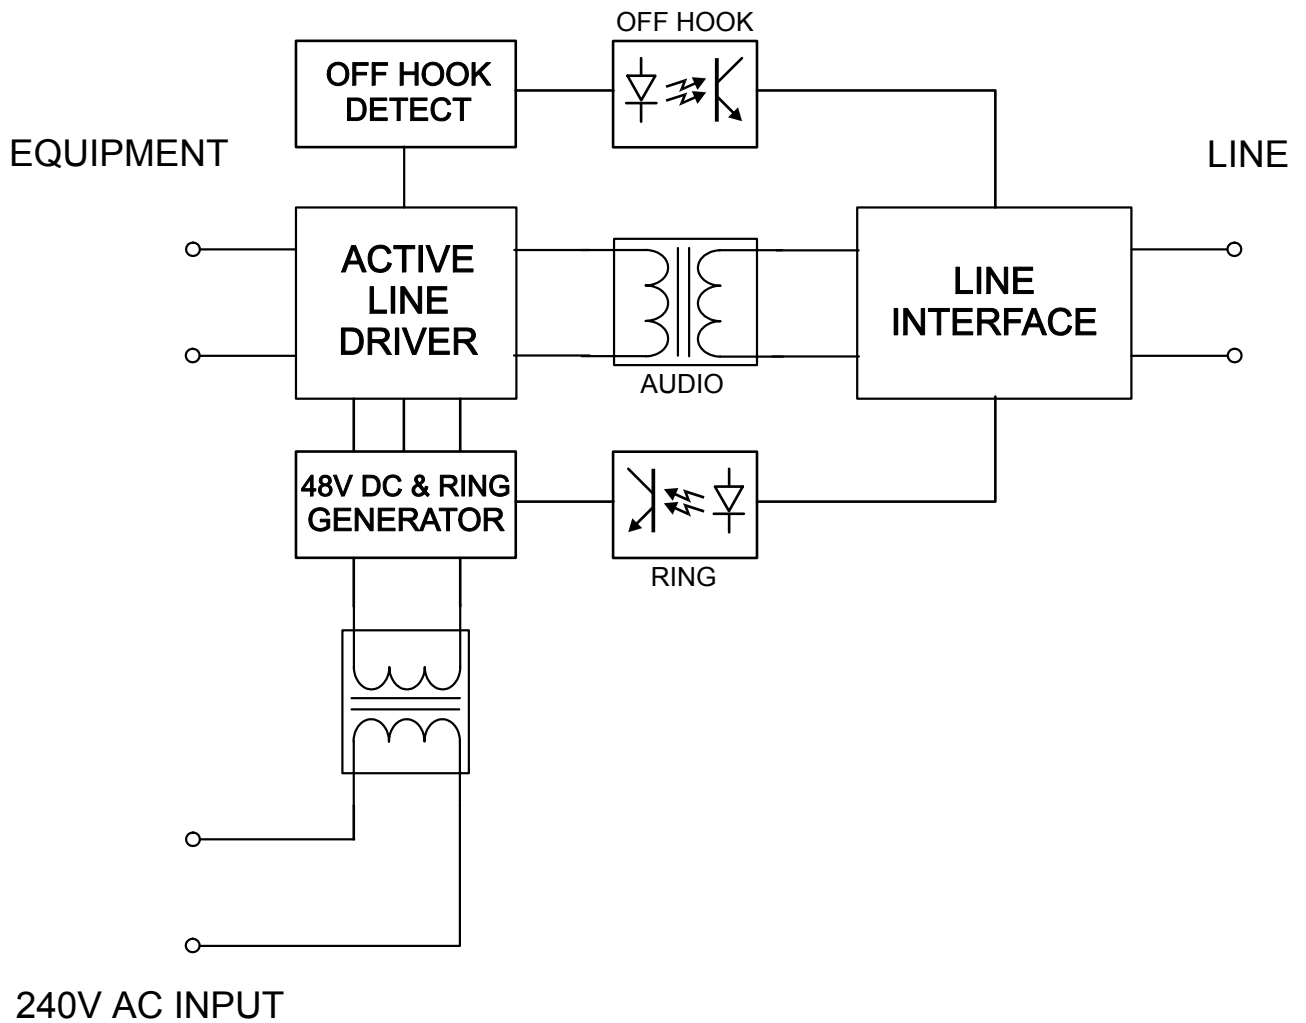 OFF HOOK
OFF HOOK
DETECT
EQUIPMENT
LINE
ACTIVE
LINE
DRIVER
LINE
INTERFACE
AUDIO
48V DC & RING
GENERATOR
RING
240V AC INPUT